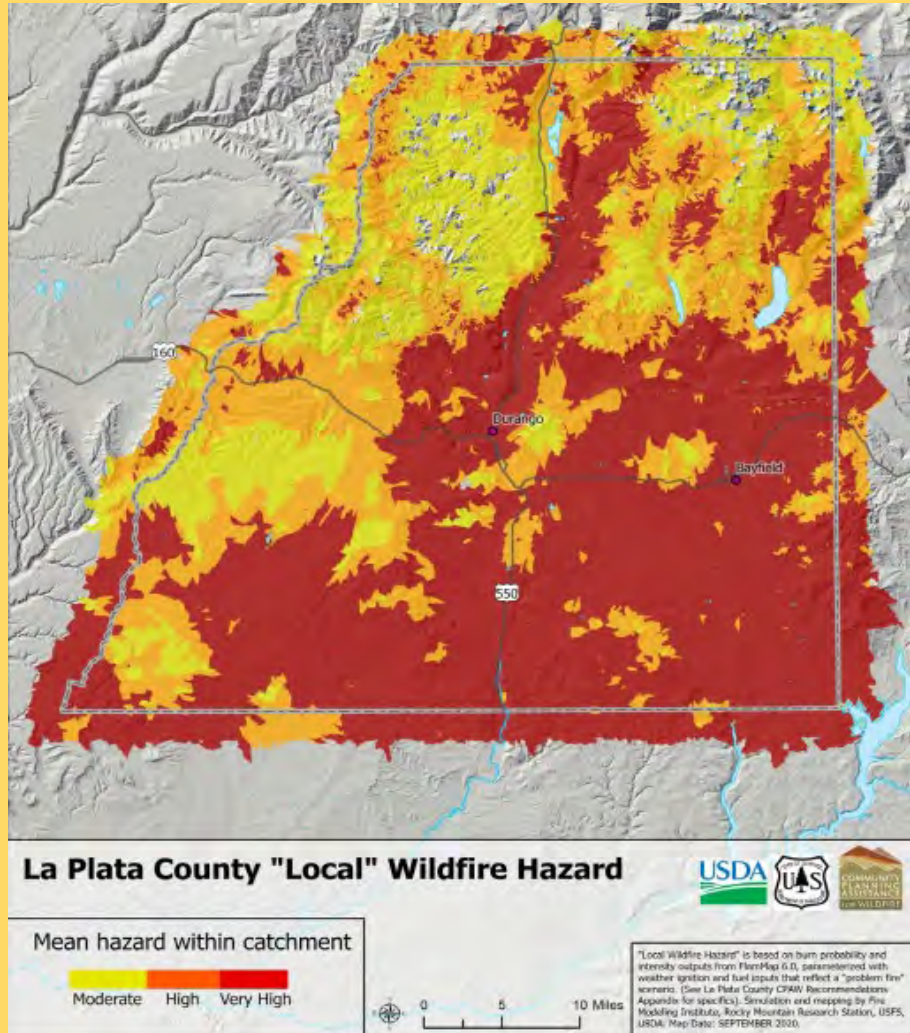 160
Durango
Bayfield
550
La Plata County "Local" Wildfire Hazard
USDA
U S
COMMUNITY
PLANNING
ASSISTANCE
FOR WILDFIRE
Mean hazard within catchment
Moderate High Very High
0 5 10 Miles
"Local Wildfire Hazard" is based on burn probability and
intensity outputs from FlamMap 6.0, parameterized with
weather ignition and fuel inputs that reflect a "problem fire"
scenario. (See La Plata County CPAW Recommendations
Appendix for specifics). Simulation and mapping by Fire
Modeling Institute, Rocky Mountain Research Station, USFS,
USDA. Map Date: SEPTEMBER 2020.